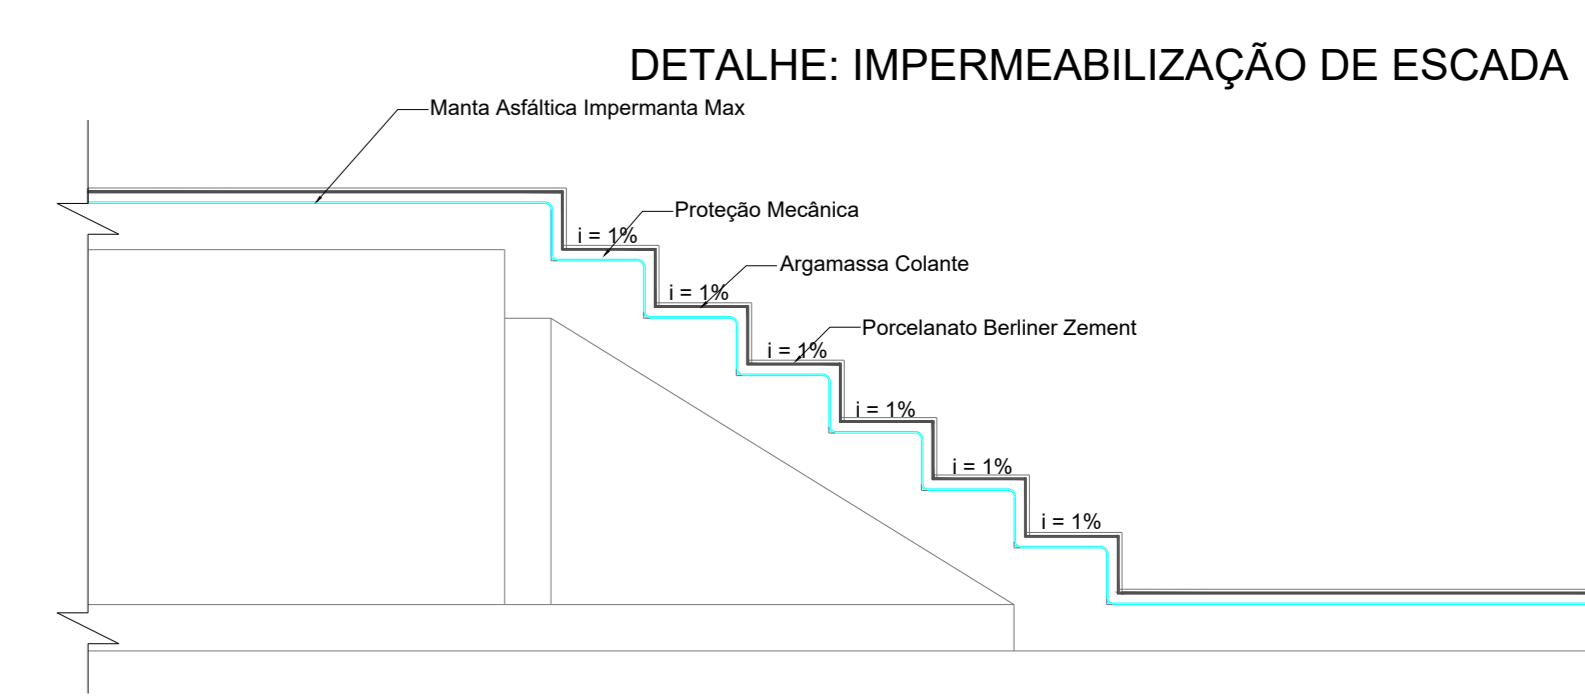 DETALHE: IMPERMEABILIZAÇÃO DE ESCADA
Manta Asfáltica Impermanta Max
Proteção Mecânica
i = 1%
Argamassa Colante
i = 1%
Porcelanato Berliner Zement
i = 1%
i = 1%
i = 1%
i = 1%